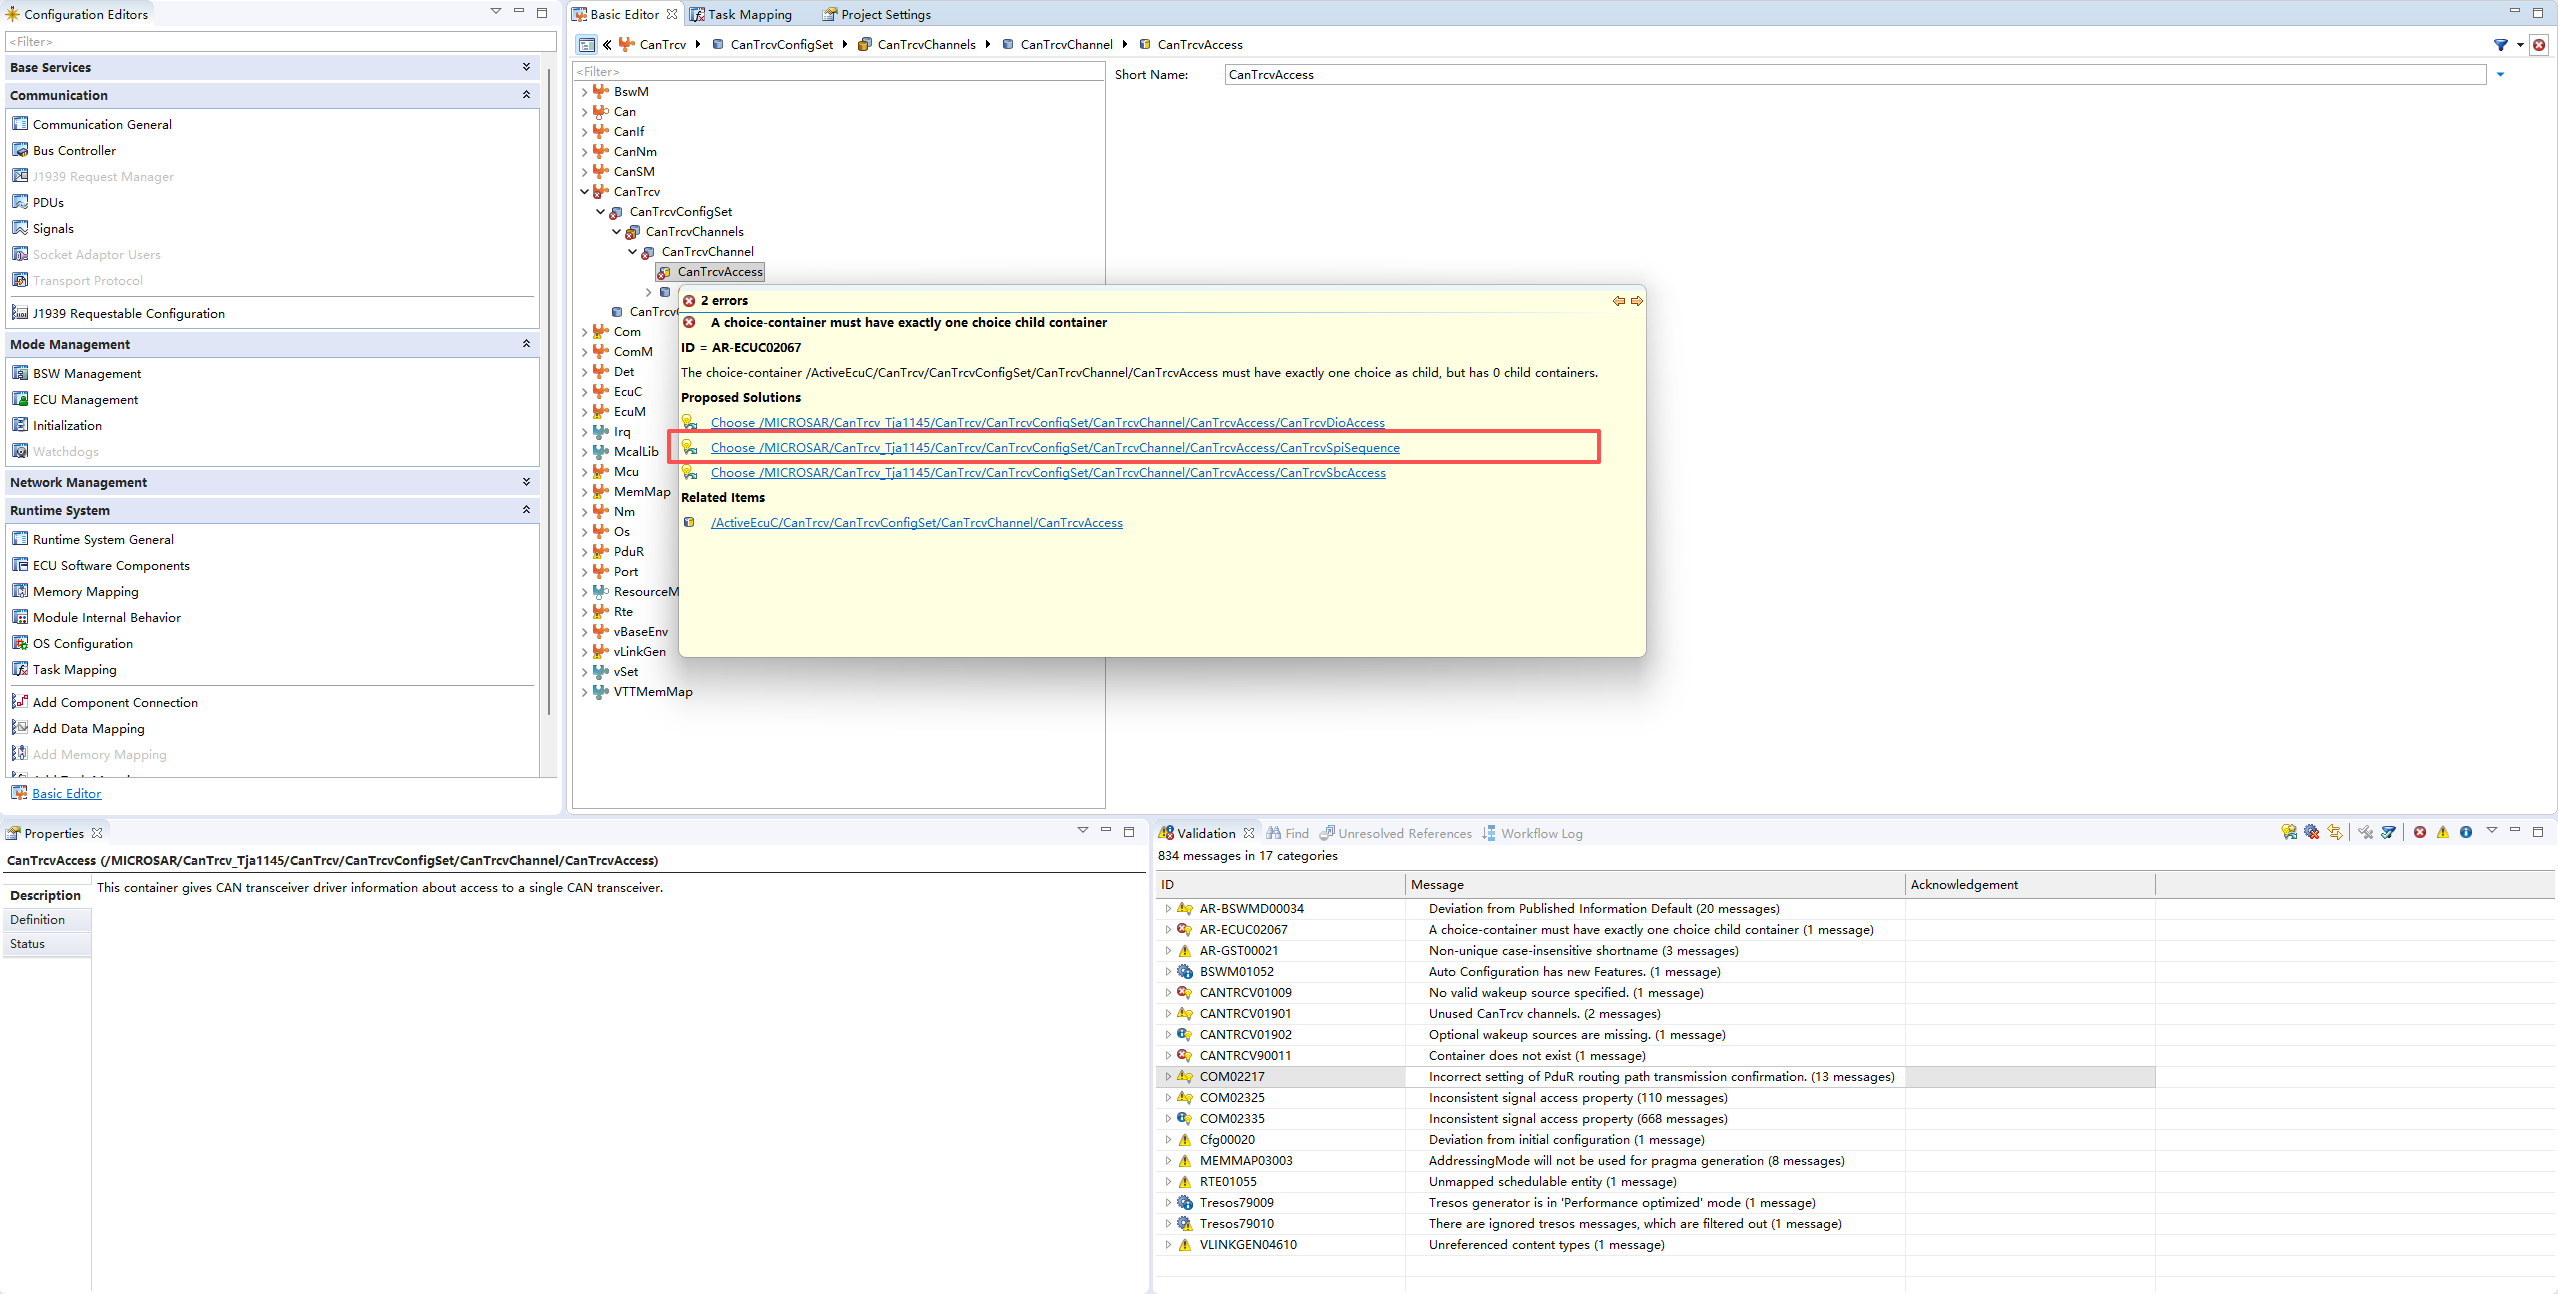 Configuration Editors
<Filter>
Base Services
Communication
Communication General
Bus Controller
J1939 Request Manager
PDUs
Signals
Socket Adaptor Users
Transport Protocol
J1939 Requestable Configuration
Mode Management
BSW Management
ECU Management
Initialization
Watchdogs
Network Management
Runtime System
Runtime System General
ECU Software Components
Memory Mapping
Module Internal Behavior
OS Configuration
Task Mapping
Add Component Connection
Add Data Mapping
Add Memory Mapping
Basic Editor
Basic Editor
Task Mapping
Project Settings
CanTrcv
CanTrcvConfigSet
CanTrcvChannels
CanTrcvChannel
CanTrcvAccess
<Filter>
BswM
Can
CanIf
CanNm
CanSM
CanTrcv
CanTrcvConfigSet
CanTrcvChannels
CanTrcvChannel
CanTrcvAccess
Com
ComM
Det
EcuC
EcuM
Irq
McalLib
Mcu
MemMap
Nm
Os
PduR
Port
ResourceM
Rte
vBaseEnv
vLinkGen
vSet
VTTMemMap
Short Name:
CanTrcvAccess
2 errors
A choice-container must have exactly one choice child container
ID = AR-ECUC02067
The choice-container /ActiveEcuC/CanTrcv/CanTrcvConfigSet/CanTrcvChannel/CanTrcvAccess must have exactly one choice as child, but has 0 child containers.
Proposed Solutions
Choose /MICROSAR/CanTrcv_Tja1145/CanTrcv/CanTrcvConfigSet/CanTrcvChannel/CanTrcvAccess/CanTrcvDioAccess
Choose /MICROSAR/CanTrcv_Tja1145/CanTrcv/CanTrcvConfigSet/CanTrcvChannel/CanTrcvAccess/CanTrcvSpiSequence
Choose /MICROSAR/CanTrcv_Tja1145/CanTrcv/CanTrcvConfigSet/CanTrcvChannel/CanTrcvAccess/CanTrcvSbcAccess
Related Items
/ActiveEcuC/CanTrcv/CanTrcvConfigSet/CanTrcvChannel/CanTrcvAccess
Properties
CanTrcvAccess (/MICROSAR/CanTrcv_Tja1145/CanTrcv/CanTrcvConfigSet/CanTrcvChannel/CanTrcvAccess)
Description
Definition
Status
This container gives CAN transceiver driver information about access to a single CAN transceiver.
Validation
Find
Unresolved References
Workflow Log
834 messages in 17 categories
ID Message Acknowledgement
AR-BSWMD00034 Deviation from Published Information Default (20 messages)
AR-ECUC02067 A choice-container must have exactly one choice child container (1 message)
AR-GST00021 Non-unique case-insensitive shortname (3 messages)
BSWM01052 Auto Configuration has new Features. (1 message)
CANTRCV01009 No valid wakeup source specified. (1 message)
CANTRCV01901 Unused CanTrcv channels. (2 messages)
CANTRCV01902 Optional wakeup sources are missing. (1 message)
CANTRCV90011 Container does not exist (1 message)
COM02217 Incorrect setting of PduR routing path transmission confirmation. (13 messages)
COM02325 Inconsistent signal access property (110 messages)
COM02335 Inconsistent signal access property (668 messages)
Cfg00020 Deviation from initial configuration (1 message)
MEMMAP03003 AddressingMode will not be used for pragma generation (8 messages)
RTE01055 Unmapped schedulable entity (1 message)
Tresos79009 Tresos generator is in 'Performance optimized' mode (1 message)
Tresos79010 There are ignored tresos messages, which are filtered out (1 message)
VLINKGEN04610 Unreferenced content types (1 message)